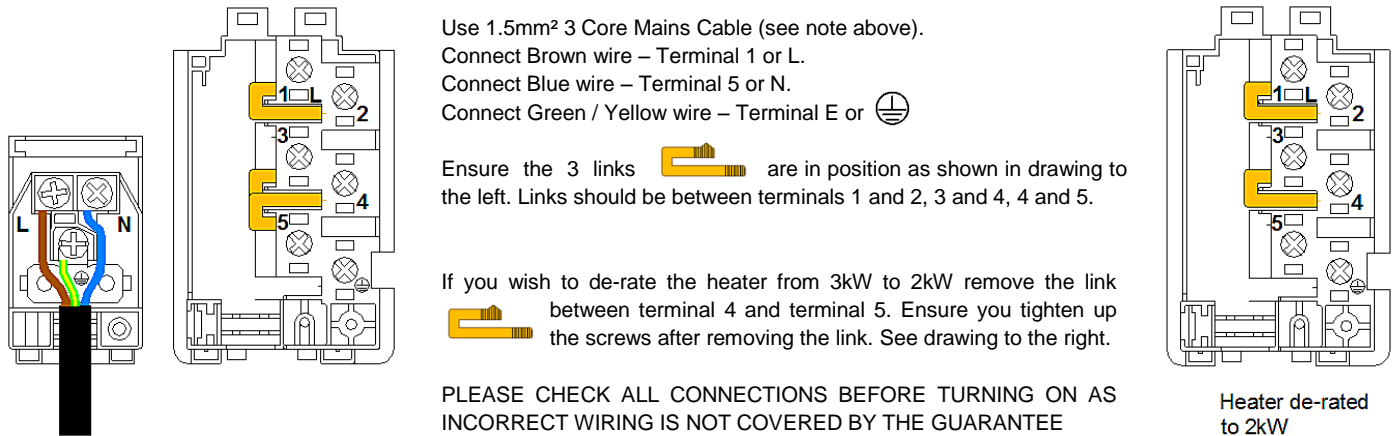 L
N
1
L
2
3
4
5
Use 1.5mm² 3 Core Mains Cable (see note above).
Connect Brown wire – Terminal 1 or L.
Connect Blue wire – Terminal 5 or N.
Connect Green / Yellow wire – Terminal E or
Ensure the 3 links are in position as shown in drawing to
the left. Links should be between terminals 1 and 2, 3 and 4, 4 and 5.
If you wish to de-rate the heater from 3kW to 2kW remove the link
between terminal 4 and terminal 5. Ensure you tighten up
the screws after removing the link. See drawing to the right.
PLEASE CHECK ALL CONNECTIONS BEFORE TURNING ON AS
INCORRECT WIRING IS NOT COVERED BY THE GUARANTEE
1
L
2
3
4
5
Heater de-rated
to 2kW